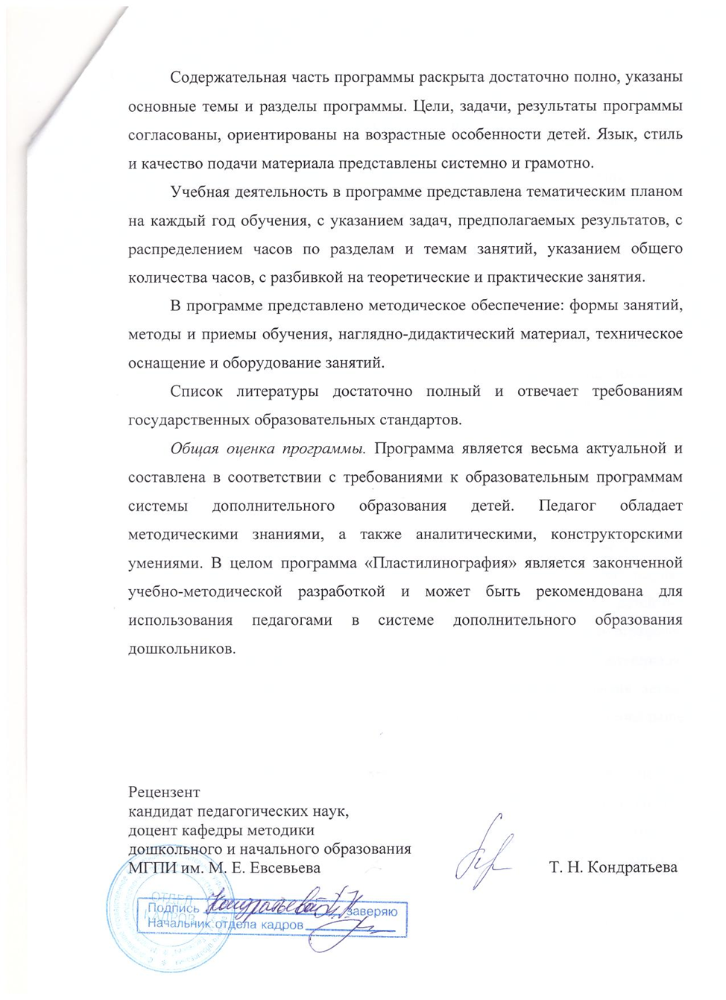 Содержательная часть программы раскрыта достаточно полно, указаны
основные темы и разделы программы. Цели, задачи, результаты программы
согласованы, ориентированы на возрастные особенности детей. Язык, стиль
и качество подачи материала представлены системно и грамотно.
Учебная деятельность в программе представлена тематическим планом
на каждый год обучения, с указанием задач, предполагаемых результатов, с
распределением часов по разделам и темам занятий, указанием общего
количества часов, с разбивкой на теоретические и практические занятия.
В программе представлено методическое обеспечение: формы занятий,
методы и приемы обучения, наглядно-дидактический материал, техническое
оснащение и оборудование занятий.
Список литературы достаточно полный и отвечает требованиям
государственных образовательных стандартов.
Общая оценка программы. Программа является весьма актуальной и
составлена в соответствии с требованиями к образовательным программам
системы дополнительного образования детей. Педагог обладает
методическими знаниями, а также аналитическими, конструкторскими
умениями. В целом программа «Пластилинография» является законченной
учебно-методической разработкой и может быть рекомендована для
использования педагогами в системе дополнительного образования
дошкольников.
Рецензент
кандидат педагогических наук,
доцент кафедры методики
дошкольного и начального образования
МГПИ им. М. Е. Евсевьева
Т. Н. Кондратьева
ОТДЕЛ
КАДРОВ
Подпись Кондратьевой Т.Н. заверяю
Начальник отдела кадров